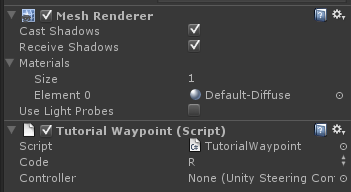 Mesh Renderer
Cast Shadows
Receive Shadows
Materials
Size 1
Element 0 Default-Diffuse
Use Light Probes
Tutorial Waypoint (Script)
Script TutorialWaypoint
Code R
Controller None (Unity Steering Con